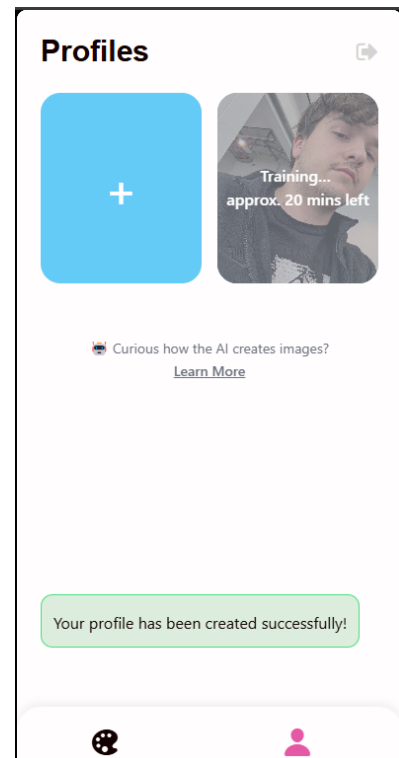 Profiles
+
Training...
approx. 20 mins left
Curious how the AI creates images?
Learn More
Your profile has been created successfully!